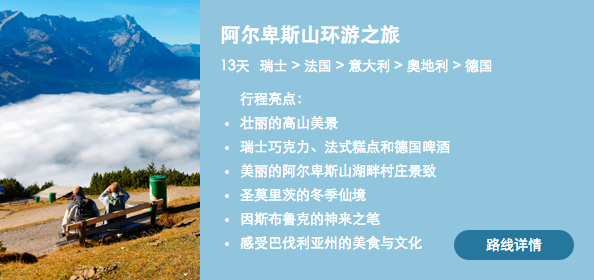 阿尔卑斯山环游之旅
13天 瑞士 > 法国 > 意大利 > 奥地利 > 德国
行程亮点：
• 壮丽的高山美景
• 瑞士巧克力、法式糕点和德国啤酒
• 美丽的阿尔卑斯山湖畔村庄景致
• 圣莫里茨的冬季仙境
• 因斯布鲁克的神来之笔
• 感受巴伐利亚州的美食与文化
路线详情